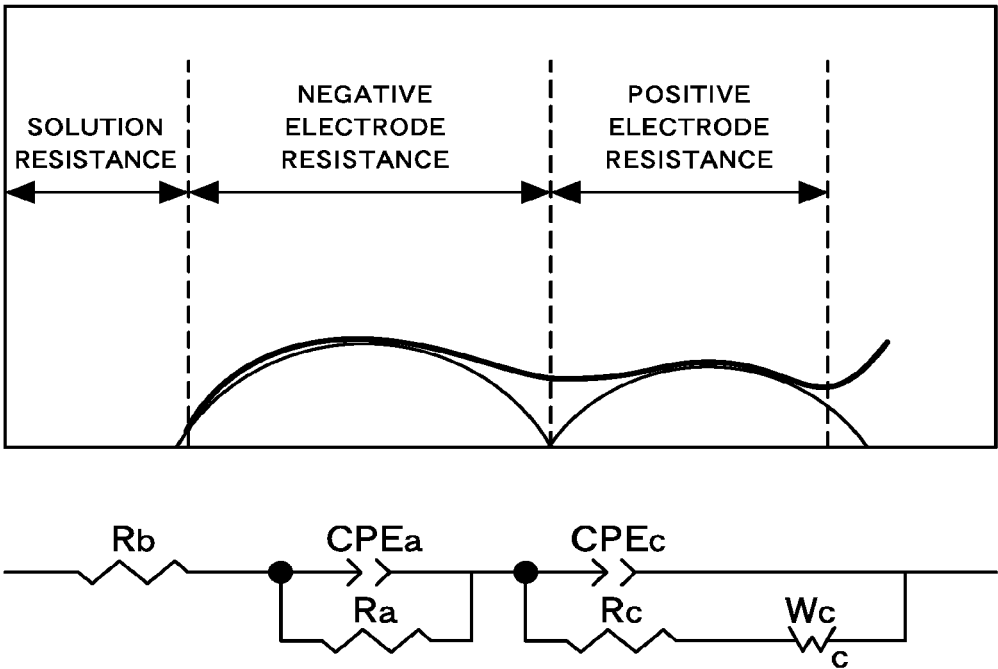 SOLUTION
RESISTANCE
NEGATIVE
ELECTRODE
RESISTANCE
POSITIVE
ELECTRODE
RESISTANCE
Rb
CPEa
CPEc
Ra
Rc
Wc
c